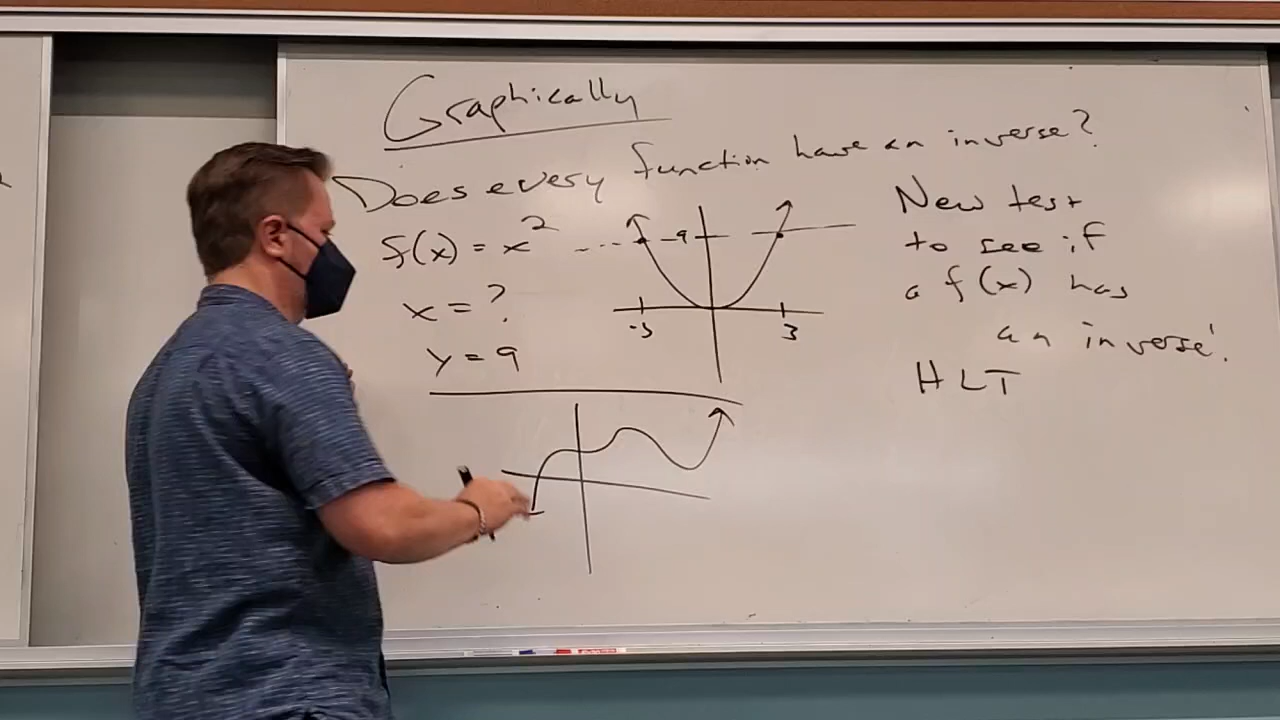 Graphically
Does every function have an inverse?
f(x) = x²
x = ?
y = 9
9
-3
3
New test
to see if
a f(x) has
an inverse!
HLT